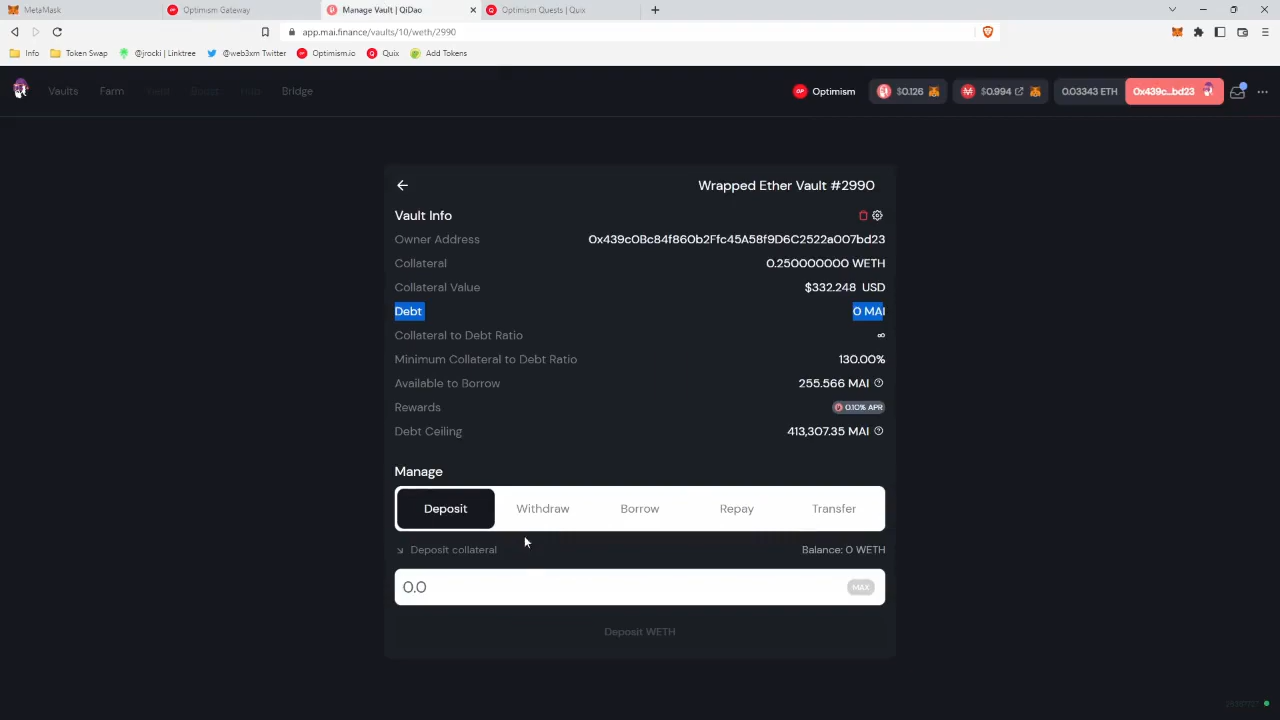 MetaMask
Optimism Gateway
Manage Vault | QiDao
Optimism Quests | Quix
app.mai.finance/vaults/10/weth/2990
Info
Token Swap
@jrocki | Linktree
@web3xm Twitter
Optimism.io
Quix
Add Tokens
Vaults
Farm
Yield
Boost
Hub
Bridge
Optimism
$0.126
$0.994
0.03343 ETH
0x439c...bd23
Wrapped Ether Vault #2990
Vault Info
Owner Address 0x439c0Bc84f860b2Ffc45A58f9D6C2522a007bd23
Collateral 0.250000000 WETH
Collateral Value $332.248 USD
Debt 0 MAI
Collateral to Debt Ratio ∞
Minimum Collateral to Debt Ratio 130.00%
Available to Borrow 255.566 MAI
Rewards 0.10% APR
Debt Ceiling 413,307.35 MAI
Manage
Deposit Withdraw Borrow Repay Transfer
Deposit collateral Balance: 0 WETH
0.0 MAX
Deposit WETH